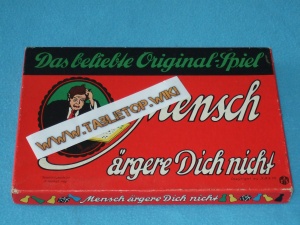 Das beliebte Original-Spiel
Mensch
WWW.TABLETOP.WIKI
ärgere Dich nicht
Mensch ärgere Dich nicht